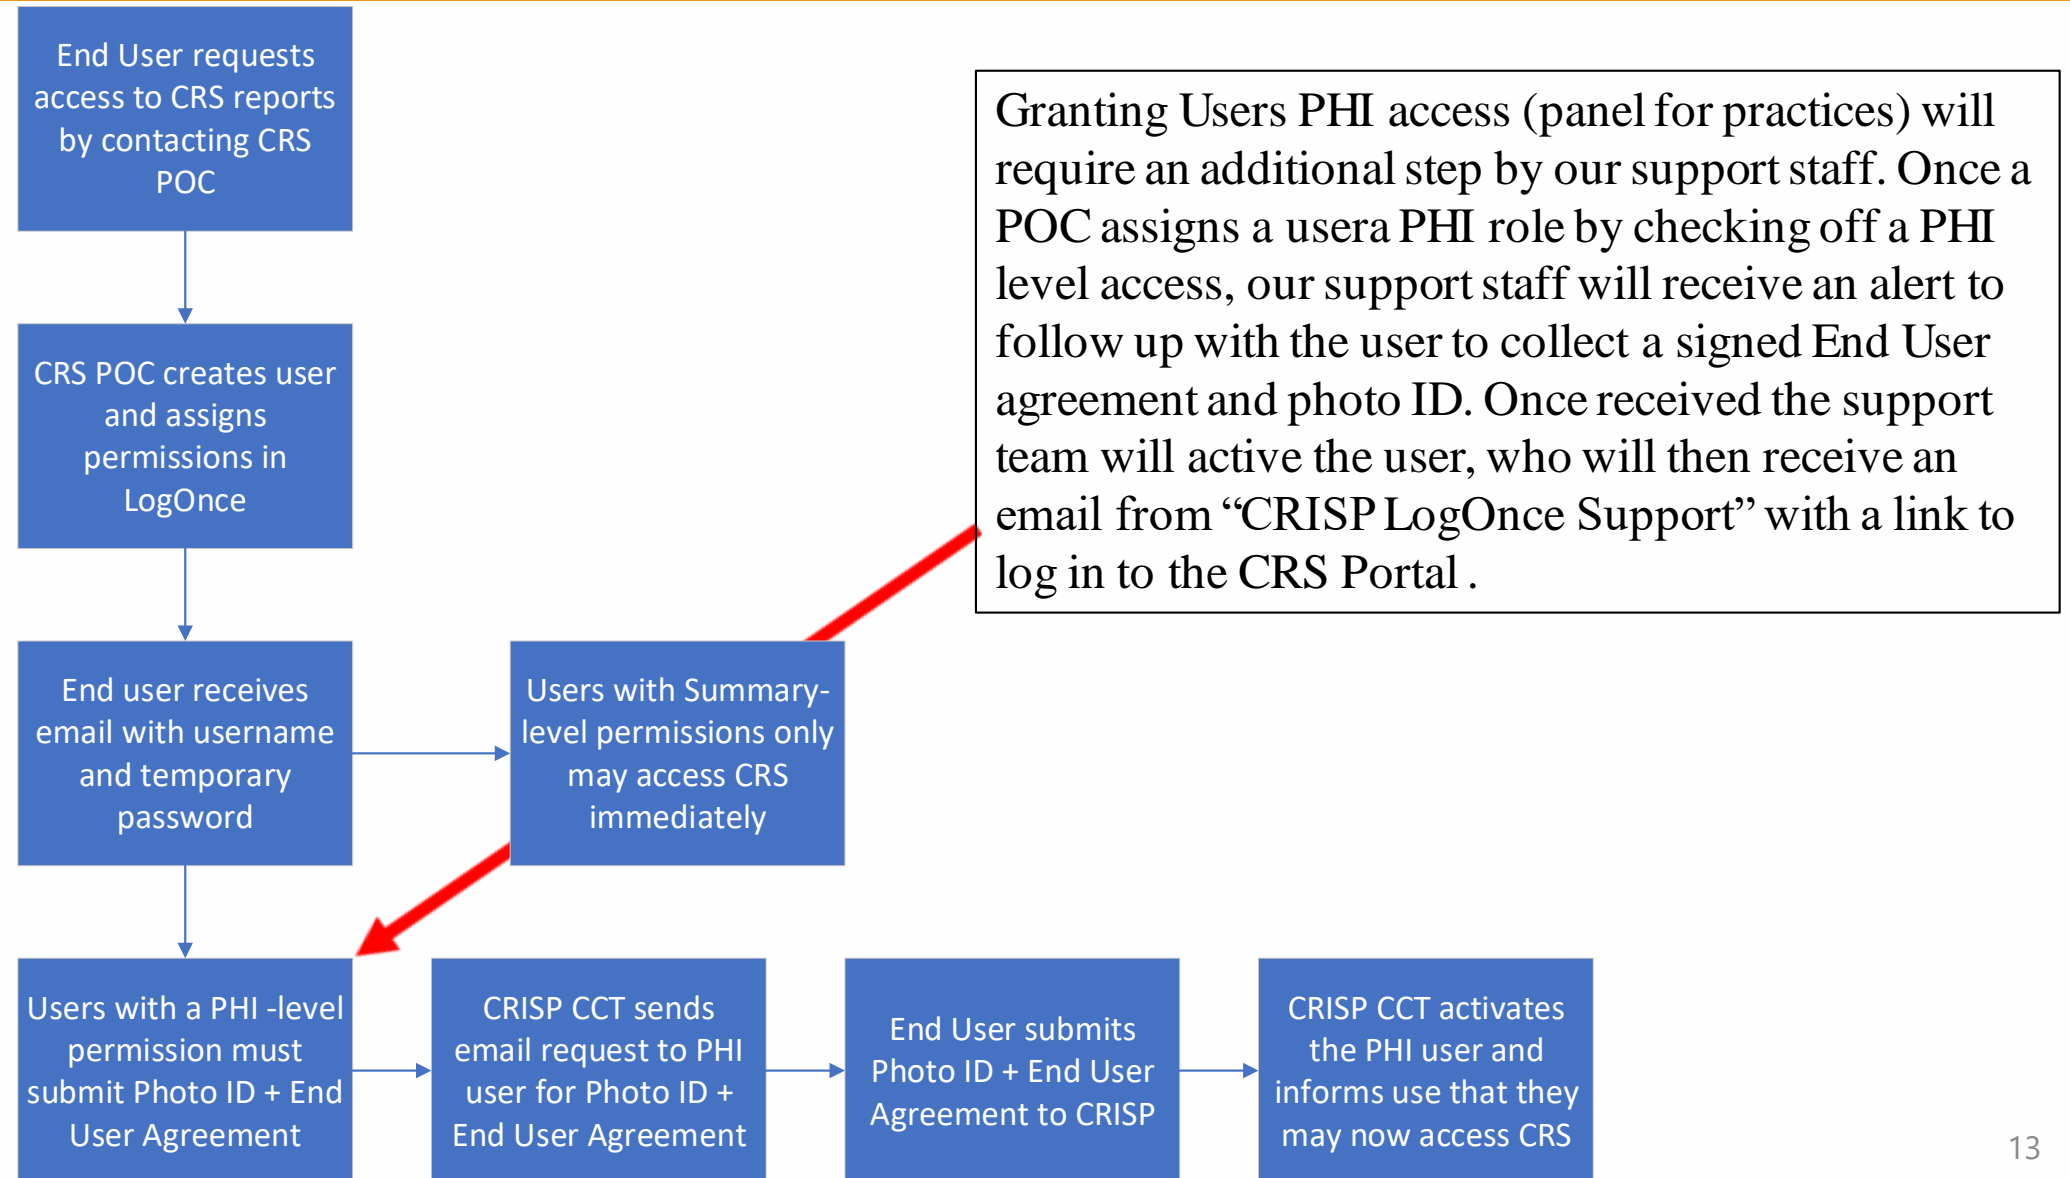 End User requests
access to CRS reports
by contacting CRS
POC
Granting Users PHI access (panel for practices) will
require an additional step by our support staff. Once a
POC assigns a usera PHI role by checking off a PHI
level access, our support staff will receive an alert to
follow up with the user to collect a signed End User
agreement and photo ID. Once received the support
team will active the user, who will then receive an
email from “CRISP LogOnce Support” with a link to
log in to the CRS Portal .
CRS POC creates user
and assigns
permissions in
LogOnce
End user receives
email with username
and temporary
password
Users with Summary-
level permissions only
may access CRS
immediately
Users with a PHI -level
permission must
submit Photo ID + End
User Agreement
CRISP CCT sends
email request to PHI
user for Photo ID +
End User Agreement
End User submits
Photo ID + End User
Agreement to CRISP
CRISP CCT activates
the PHI user and
informs use that they
may now access CRS
13